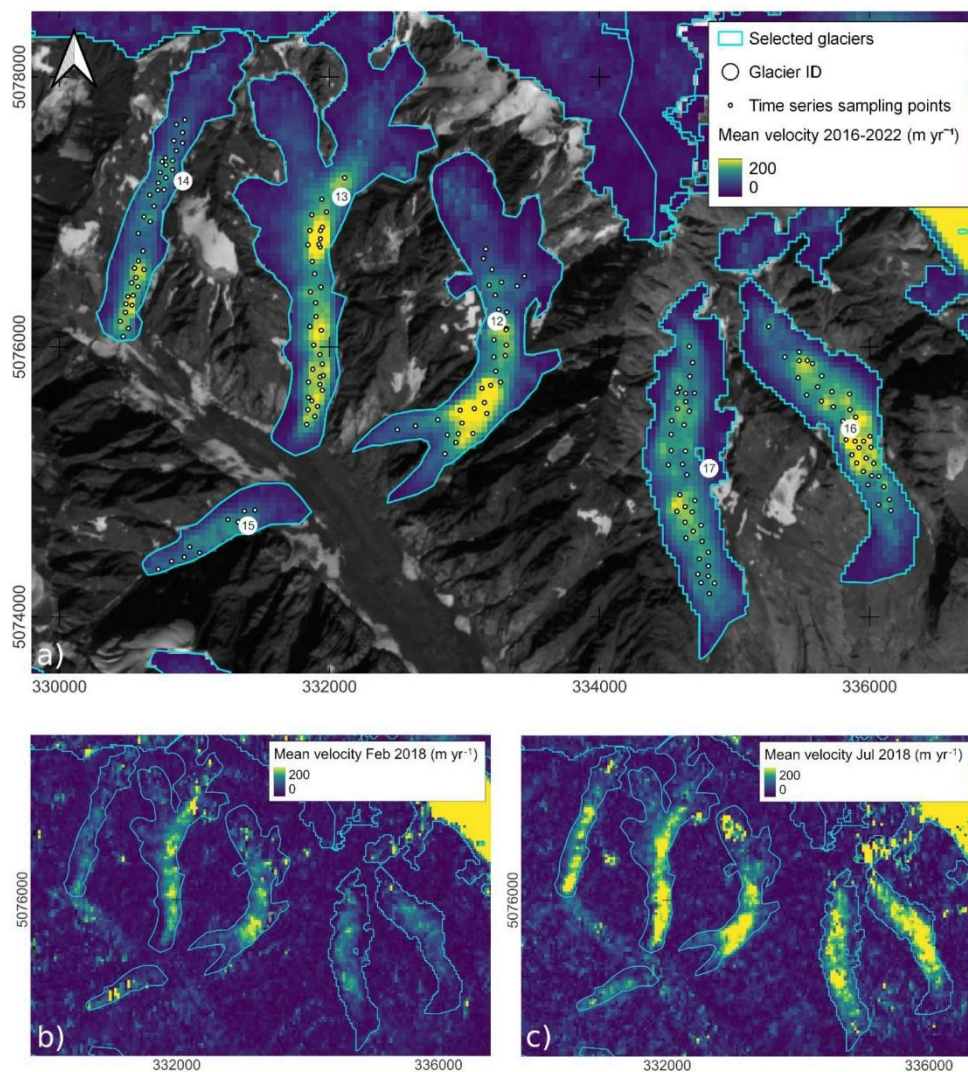 Selected glaciers
Glacier ID
Time series sampling points
Mean velocity 2016-2022 (m yr⁻¹)
200
0
5078000
14
13
12
5076000
16
17
15
5074000
a)
330000 332000 334000 336000
Mean velocity Feb 2018 (m yr⁻¹)
200
0
5076000
b)
332000 336000
Mean velocity Jul 2018 (m yr⁻¹)
200
0
5076000
c)
332000 336000